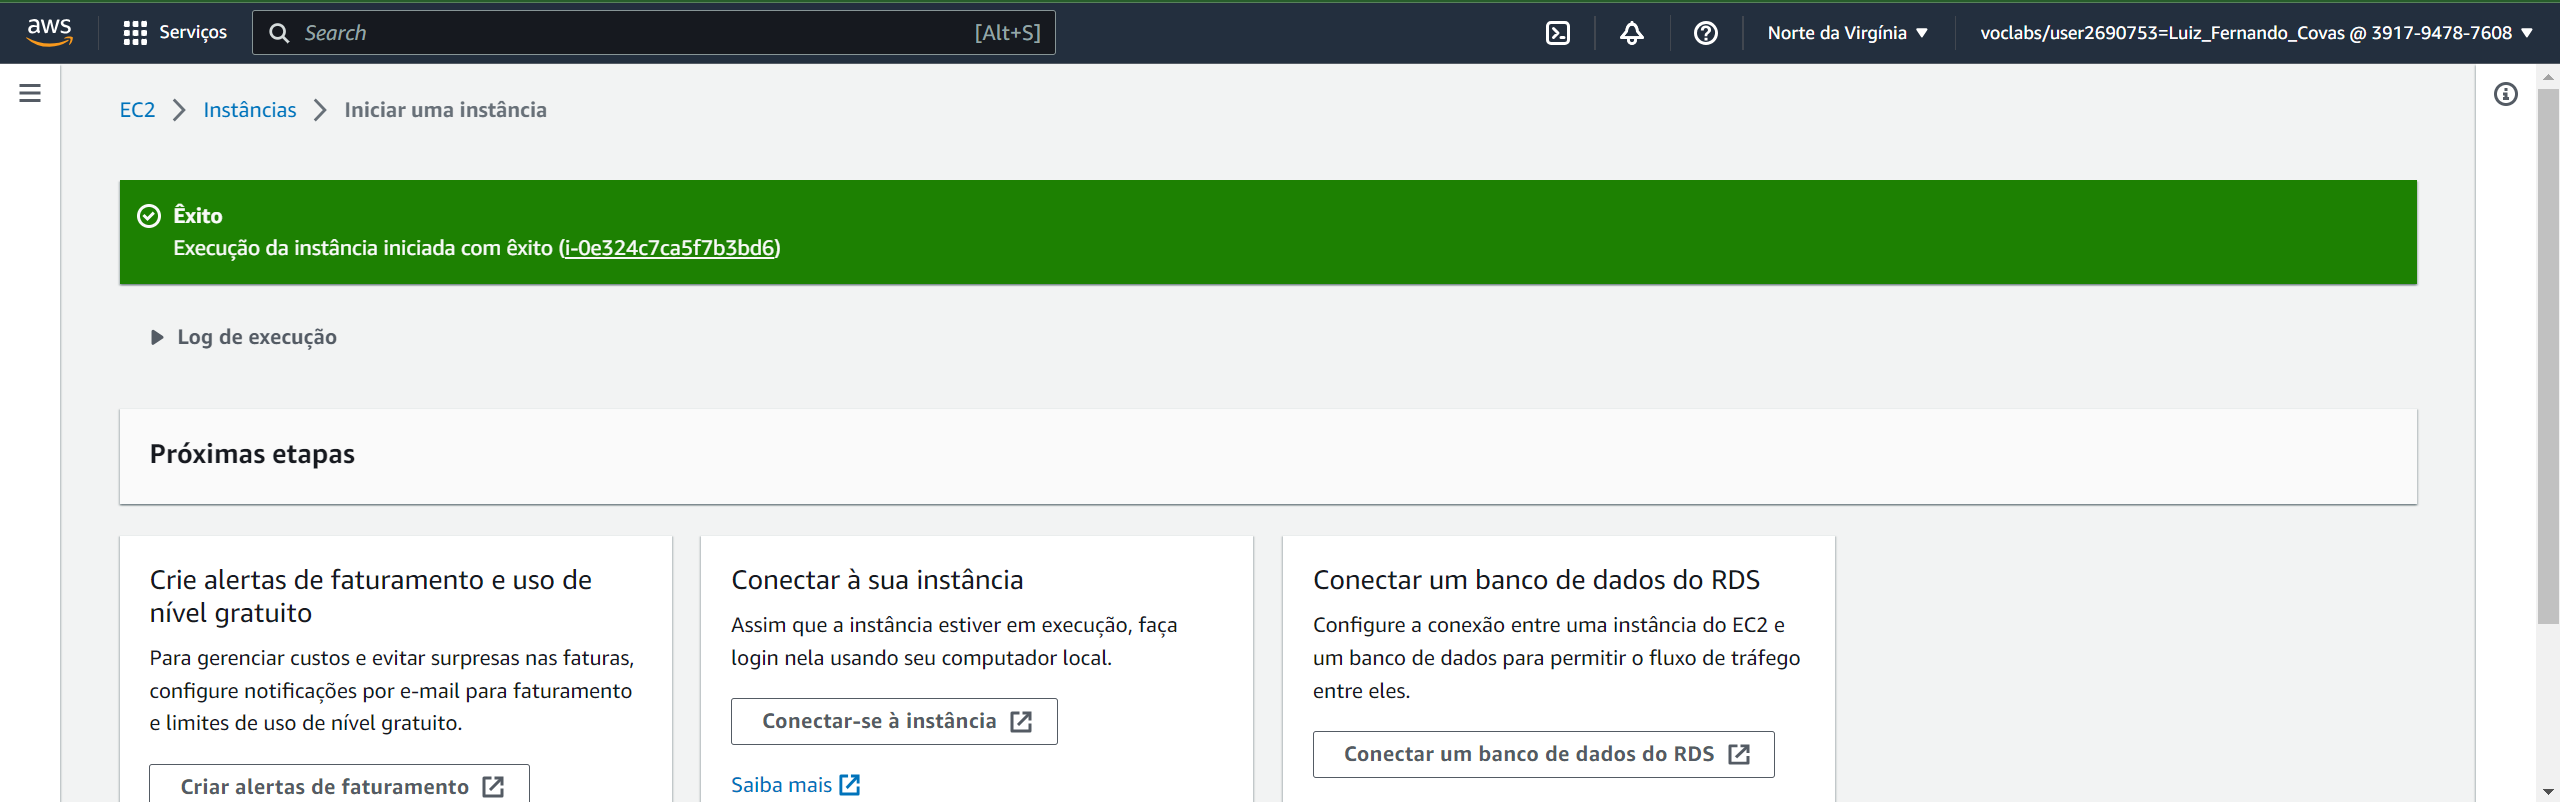 aws
Serviços
Search
[Alt+S]
Norte da Virgínia
voclabs/user2690753=Luiz_Fernando_Covas @ 3917-9478-7608
EC2
Instâncias
Iniciar uma instância
Êxito
Execução da instância iniciada com êxito (i-0e324c7ca5f7b3bd6)
Log de execução
Próximas etapas
Crie alertas de faturamento e uso de
nível gratuito
Para gerenciar custos e evitar surpresas nas faturas,
configure notificações por e-mail para faturamento
e limites de uso de nível gratuito.
Criar alertas de faturamento
Conectar à sua instância
Assim que a instância estiver em execução, faça
login nela usando seu computador local.
Conectar-se à instância
Saiba mais
Conectar um banco de dados do RDS
Configure a conexão entre uma instância do EC2 e
um banco de dados para permitir o fluxo de tráfego
entre eles.
Conectar um banco de dados do RDS